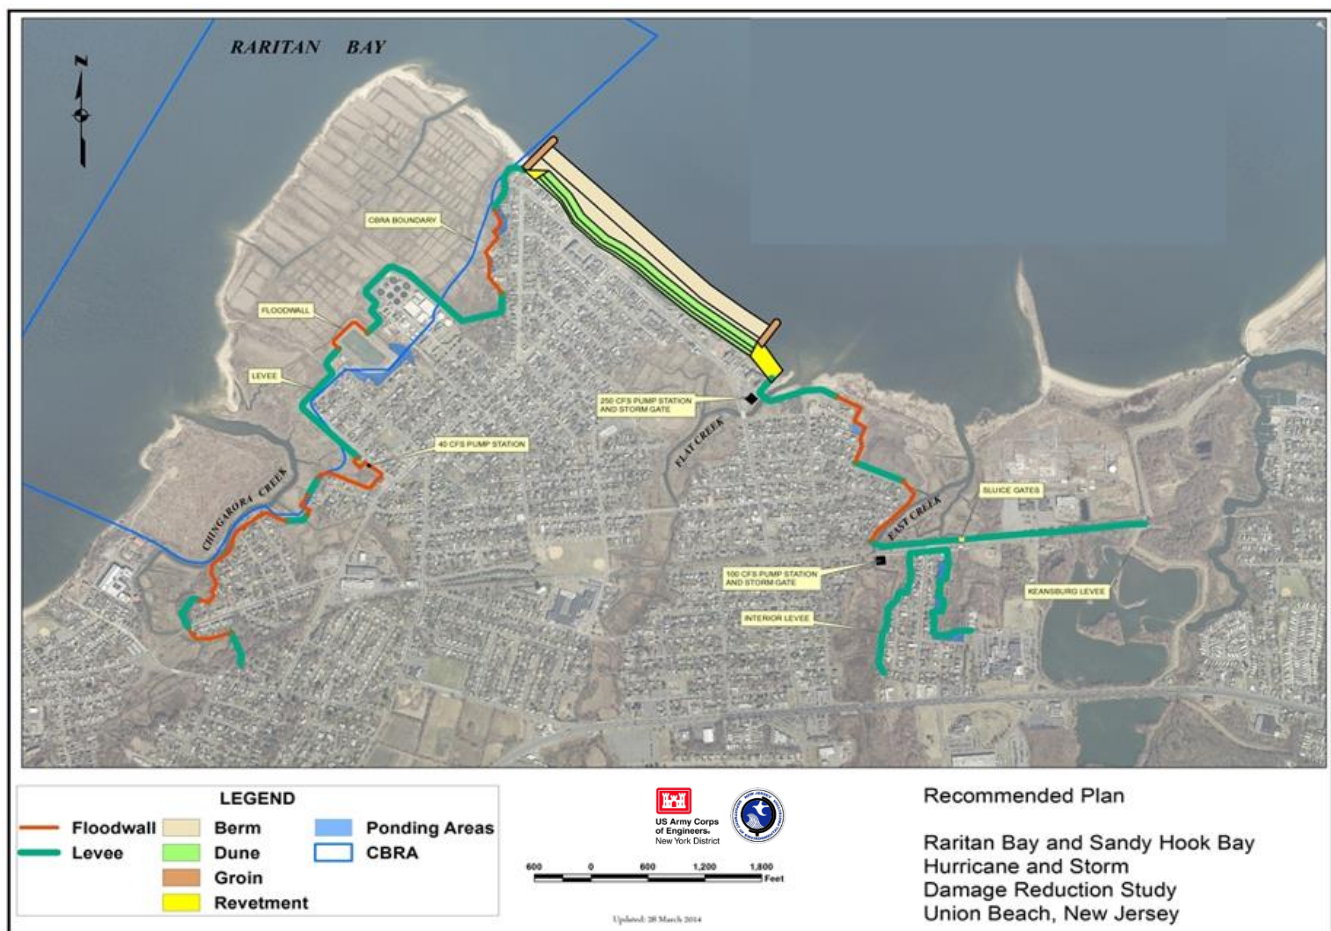 RARITAN BAY
N
CBRA BOUNDARY
FLOODWALL
LEVEE
250 CFS PUMP STATION
AND STORM GATE
FLAT CREEK
40 CFS PUMP STATION
CHINGARORA CREEK
SLUICE GATES
EAST CREEK
100 CFS PUMP STATION
AND STORM GATE
KEANSBURG LEVEE
INTERIOR LEVEE
LEGEND
Floodwall
Levee
Berm
Dune
Groin
Revetment
Ponding Areas
CBRA
US Army Corps
of Engineers®
New York District
600 0 600 1,200 1,800
Feet
Updated: 28 March 2014
Recommended Plan
Raritan Bay and Sandy Hook Bay
Hurricane and Storm
Damage Reduction Study
Union Beach, New Jersey